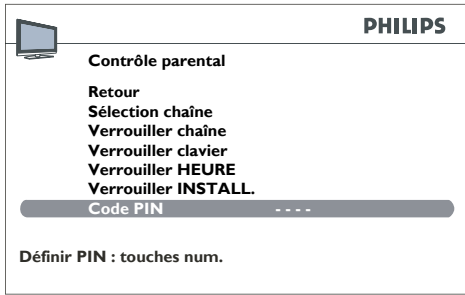 PHILIPS
Contrôle parental
Retour
Sélection chaîne
Verrouiller chaîne
Verrouiller clavier
Verrouiller HEURE
Verrouiller INSTALL.
Code PIN - - - -
Définir PIN : touches num.